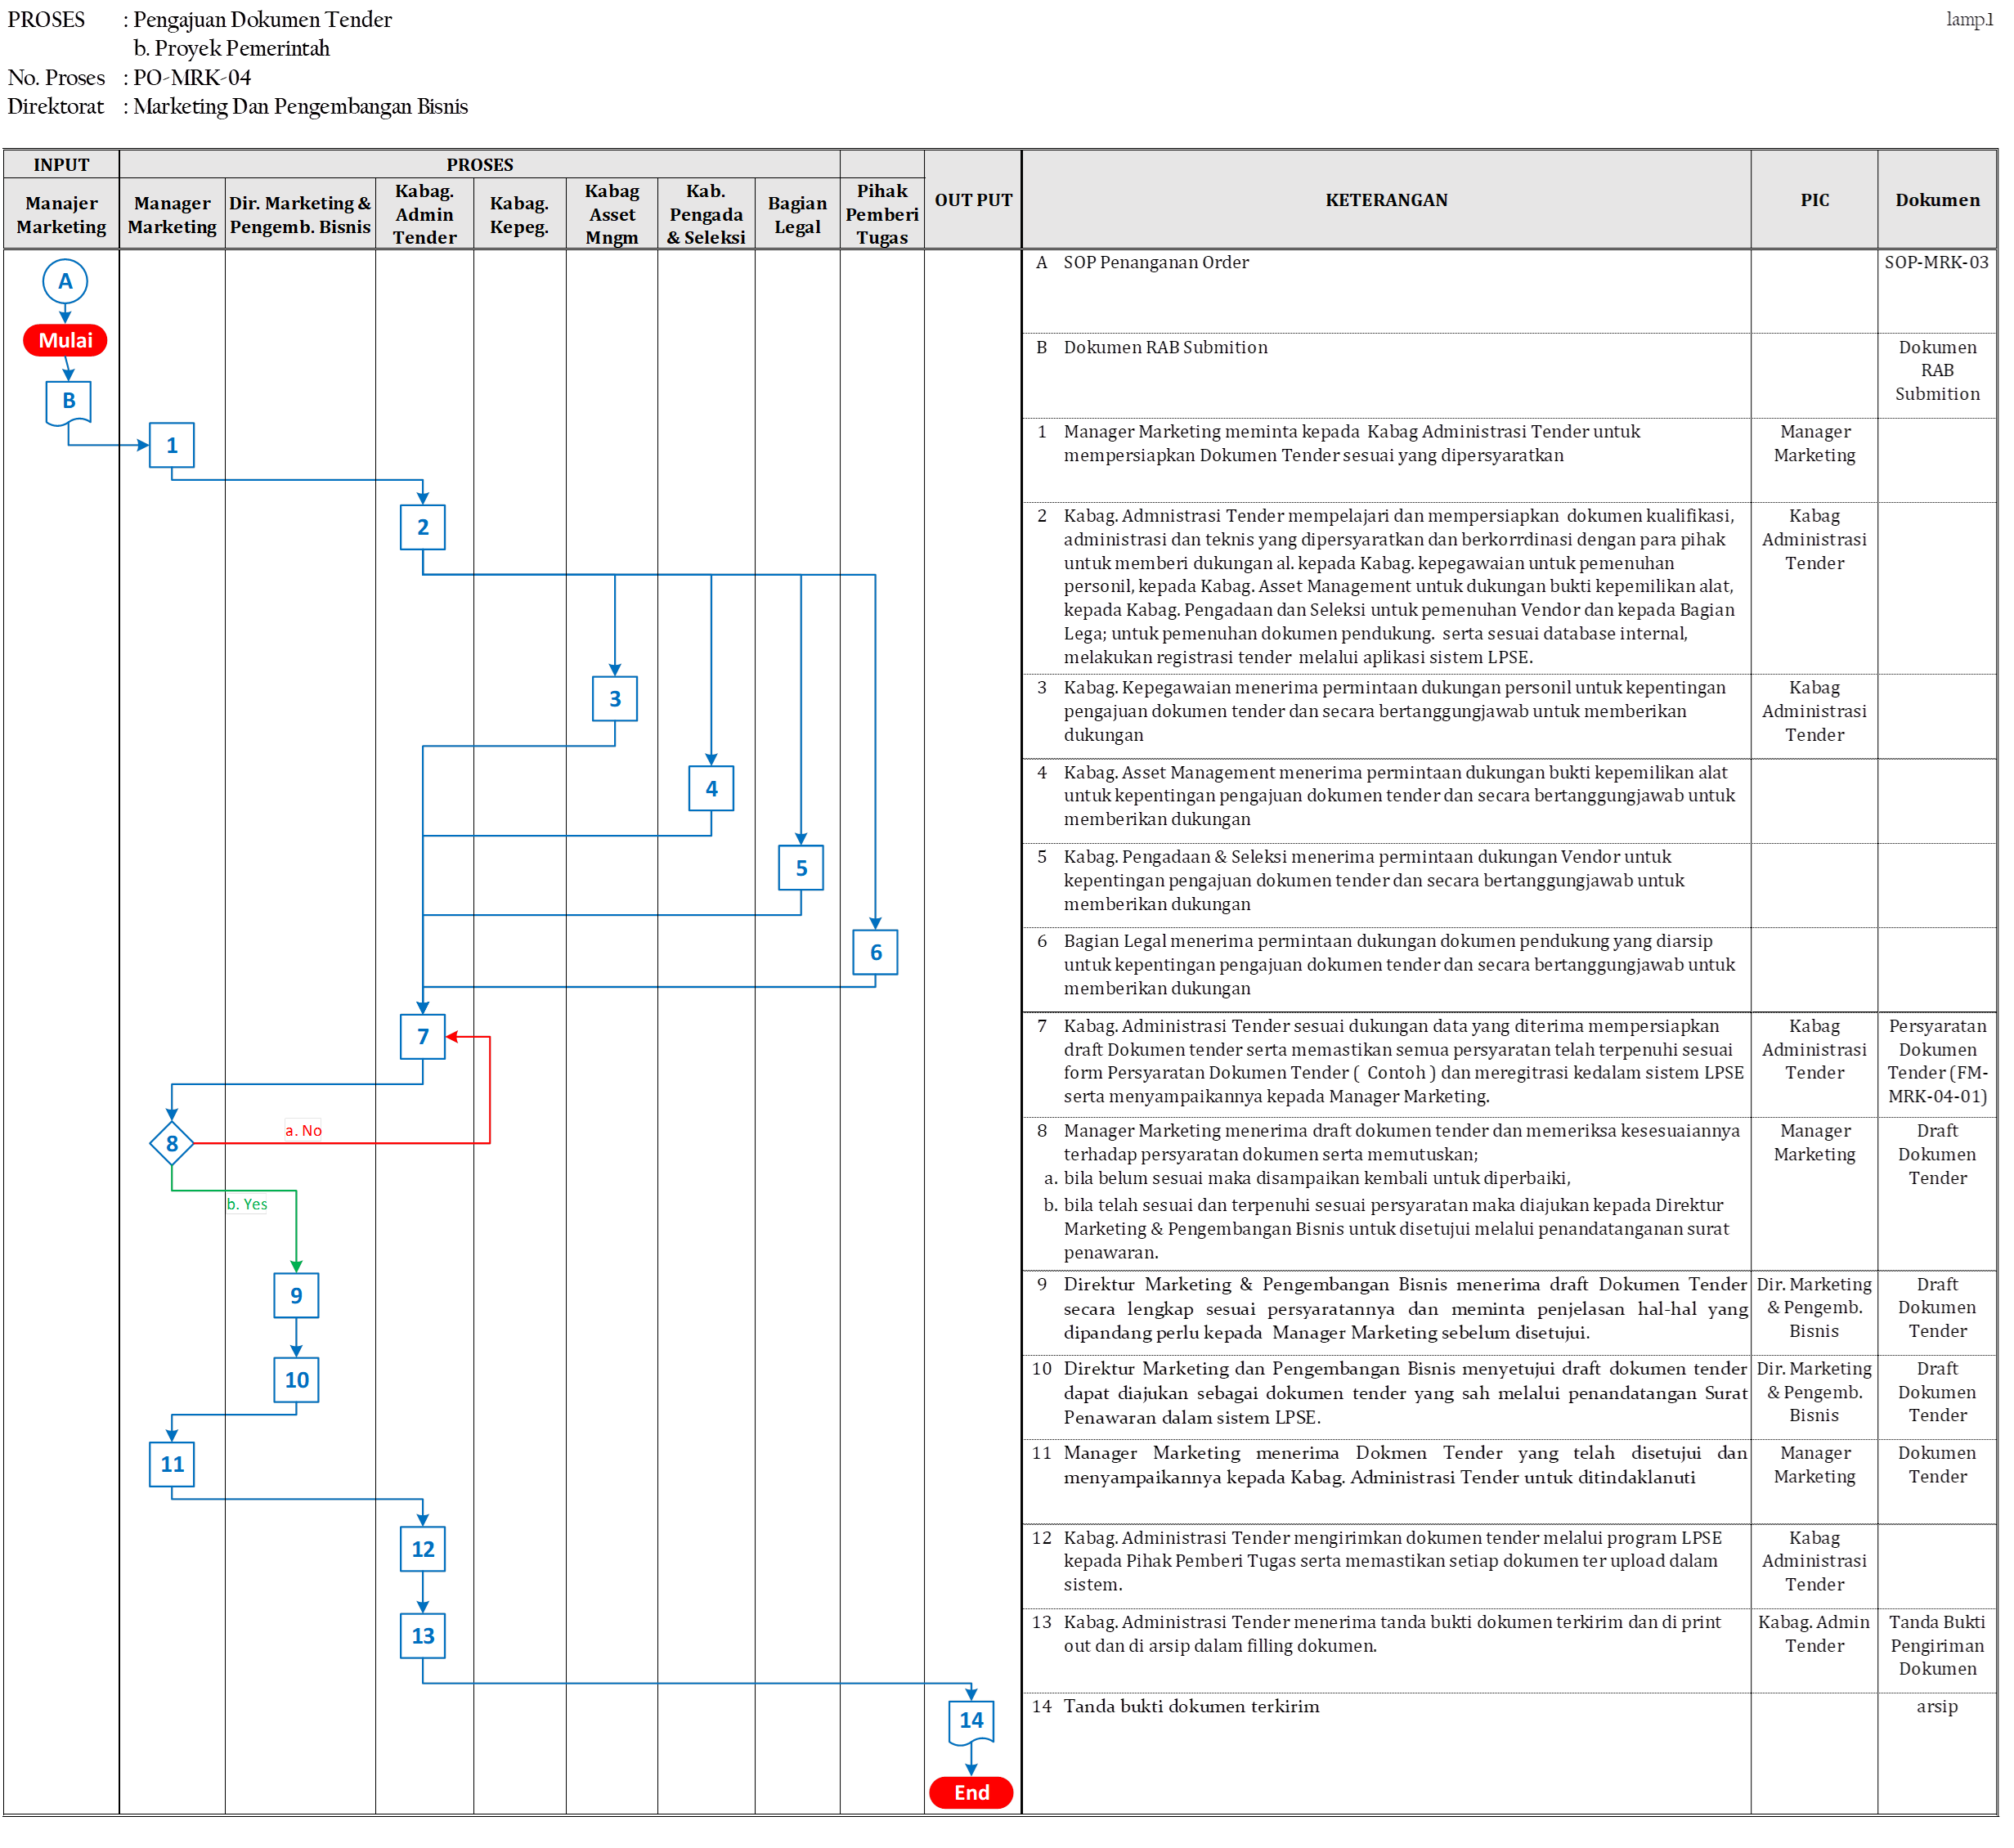 PROSES : Pengajuan Dokumen Tender
lamp.1
b. Proyek Pemerintah
No. Proses : PO-MRK-04
Direktorat : Marketing Dan Pengembangan Bisnis
INPUT
PROSES
Manajer
Marketing
Manager
Marketing
Dir. Marketing &
Pengemb. Bisnis
Kabag.
Admin
Tender
Kabag.
Kepeg.
Kabag
Asset
Mngm
Kab.
Pengada
& Seleksi
Bagian
Legal
Pihak
Pemberi
Tugas
OUT PUT
KETERANGAN
PIC
Dokumen
A
Mulai
B
1
2
3
4
5
6
7
8
a. No
b. Yes
9
10
11
12
13
14
End
A SOP Penanganan Order
SOP-MRK-03
B Dokumen RAB Submition
Dokumen
RAB
Submition
1 Manager Marketing meminta kepada Kabag Administrasi Tender untuk
mempersiapkan Dokumen Tender sesuai yang dipersyaratkan
Manager
Marketing
2 Kabag. Admnistrasi Tender mempelajari dan mempersiapkan dokumen kualifikasi,
administrasi dan teknis yang dipersyaratkan dan berkorrdinasi dengan para pihak
untuk memberi dukungan al. kepada Kabag. kepegawaian untuk pemenuhan
personil, kepada Kabag. Asset Management untuk dukungan bukti kepemilikan alat,
kepada Kabag. Pengadaan dan Seleksi untuk pemenuhan Vendor dan kepada Bagian
Lega; untuk pemenuhan dokumen pendukung. serta sesuai database internal,
melakukan registrasi tender melalui aplikasi sistem LPSE.
Kabag
Administrasi
Tender
3 Kabag. Kepegawaian menerima permintaan dukungan personil untuk kepentingan
pengajuan dokumen tender dan secara bertanggungjawab untuk memberikan
dukungan
Kabag
Administrasi
Tender
4 Kabag. Asset Management menerima permintaan dukungan bukti kepemilikan alat
untuk kepentingan pengajuan dokumen tender dan secara bertanggungjawab untuk
memberikan dukungan
5 Kabag. Pengadaan & Seleksi menerima permintaan dukungan Vendor untuk
kepentingan pengajuan dokumen tender dan secara bertanggungjawab untuk
memberikan dukungan
6 Bagian Legal menerima permintaan dukungan dokumen pendukung yang diarsip
untuk kepentingan pengajuan dokumen tender dan secara bertanggungjawab untuk
memberikan dukungan
7 Kabag. Administrasi Tender sesuai dukungan data yang diterima mempersiapkan
draft Dokumen tender serta memastikan semua persyaratan telah terpenuhi sesuai
form Persyaratan Dokumen Tender ( Contoh ) dan meregitrasi kedalam sistem LPSE
serta menyampaikannya kepada Manager Marketing.
Kabag
Administrasi
Tender
Persyaratan
Dokumen
Tender (FM-
MRK-04-01)
8 Manager Marketing menerima draft dokumen tender dan memeriksa kesesuaiannya
terhadap persyaratan dokumen serta memutuskan;
a. bila belum sesuai maka disampaikan kembali untuk diperbaiki,
b. bila telah sesuai dan terpenuhi sesuai persyaratan maka diajukan kepada Direktur
Marketing & Pengembangan Bisnis untuk disetujui melalui penandatanganan surat
penawaran.
Manager
Marketing
Draft
Dokumen
Tender
9 Direktur Marketing & Pengembangan Bisnis menerima draft Dokumen Tender
secara lengkap sesuai persyaratannya dan meminta penjelasan hal-hal yang
dipandang perlu kepada Manager Marketing sebelum disetujui.
Dir. Marketing
& Pengemb.
Bisnis
Draft
Dokumen
Tender
10 Direktur Marketing dan Pengembangan Bisnis menyetujui draft dokumen tender
dapat diajukan sebagai dokumen tender yang sah melalui penandatangan Surat
Penawaran dalam sistem LPSE.
Dir. Marketing
& Pengemb.
Bisnis
Draft
Dokumen
Tender
11 Manager Marketing menerima Dokmen Tender yang telah disetujui dan
menyampaikannya kepada Kabag. Administrasi Tender untuk ditindaklanuti
Manager
Marketing
Dokumen
Tender
12 Kabag. Administrasi Tender mengirimkan dokumen tender melalui program LPSE
kepada Pihak Pemberi Tugas serta memastikan setiap dokumen ter upload dalam
sistem.
Kabag
Administrasi
Tender
13 Kabag. Administrasi Tender menerima tanda bukti dokumen terkirim dan di print
out dan di arsip dalam filling dokumen.
Kabag. Admin
Tender
Tanda Bukti
Pengiriman
Dokumen
14 Tanda bukti dokumen terkirim
arsip